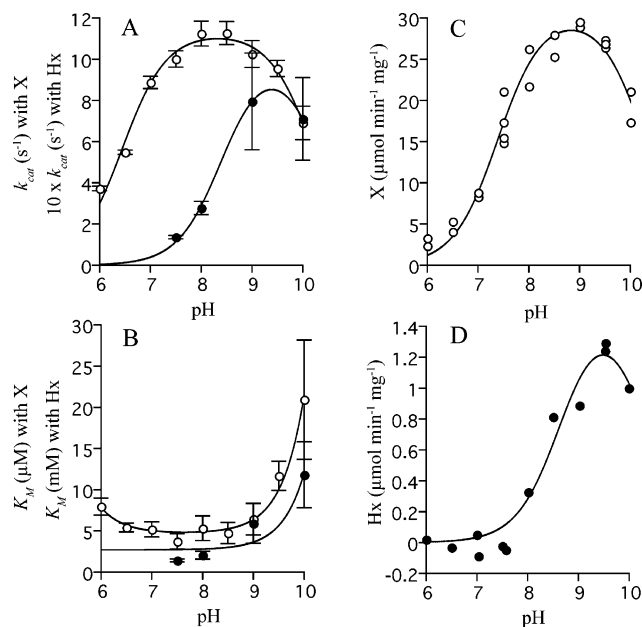 A
12
10
8
6
4
2
0
6 7 8 9 10
pH
k_cat (s⁻¹) with X
10 x k_cat (s⁻¹) with Hx
C
35
30
25
20
15
10
5
0
6 7 8 9 10
pH
X (μmol min⁻¹ mg⁻¹)
B
30
25
20
15
10
5
0
6 7 8 9 10
pH
K_M (μM) with X
K_M (mM) with Hx
D
1.4
1.2
1
0.8
0.6
0.4
0.2
0
-0.2
6 7 8 9 10
pH
Hx (μmol min⁻¹ mg⁻¹)